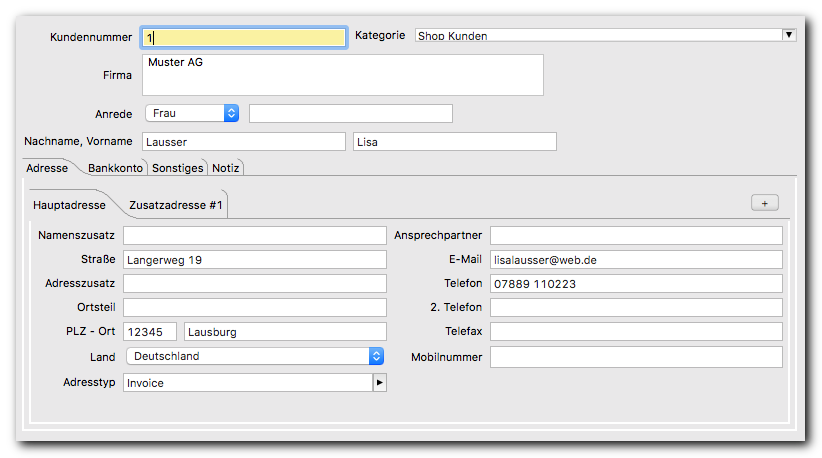 Kundennummer 1 Kategorie Shop Kunden
Firma Muster AG
Anrede Frau
Nachname, Vorname Lausser Lisa
Adresse Bankkonto Sonstiges Notiz
Hauptadresse Zusatzadresse #1 +
Namenszusatz Ansprechpartner
Straße Langerweg 19 E-Mail lisalausser@web.de
Adresszusatz Telefon 07889 110223
Ortsteil 2. Telefon
PLZ - Ort 12345 Lausburg Telefax
Land Deutschland Mobilnummer
Adresstyp Invoice